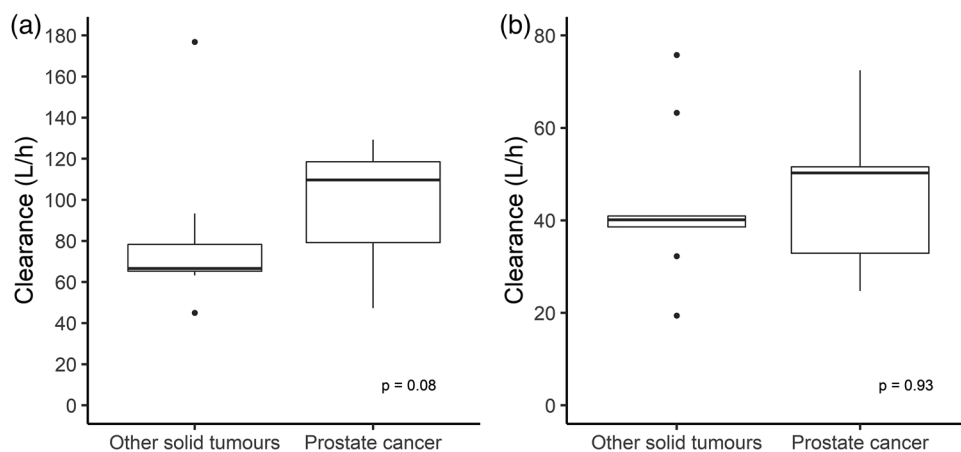 (a)
Clearance (L/h)
180
160
140
120
100
80
60
40
20
0
p = 0.08
Other solid tumours Prostate cancer
(b)
Clearance (L/h)
80
60
40
20
0
p = 0.93
Other solid tumours Prostate cancer